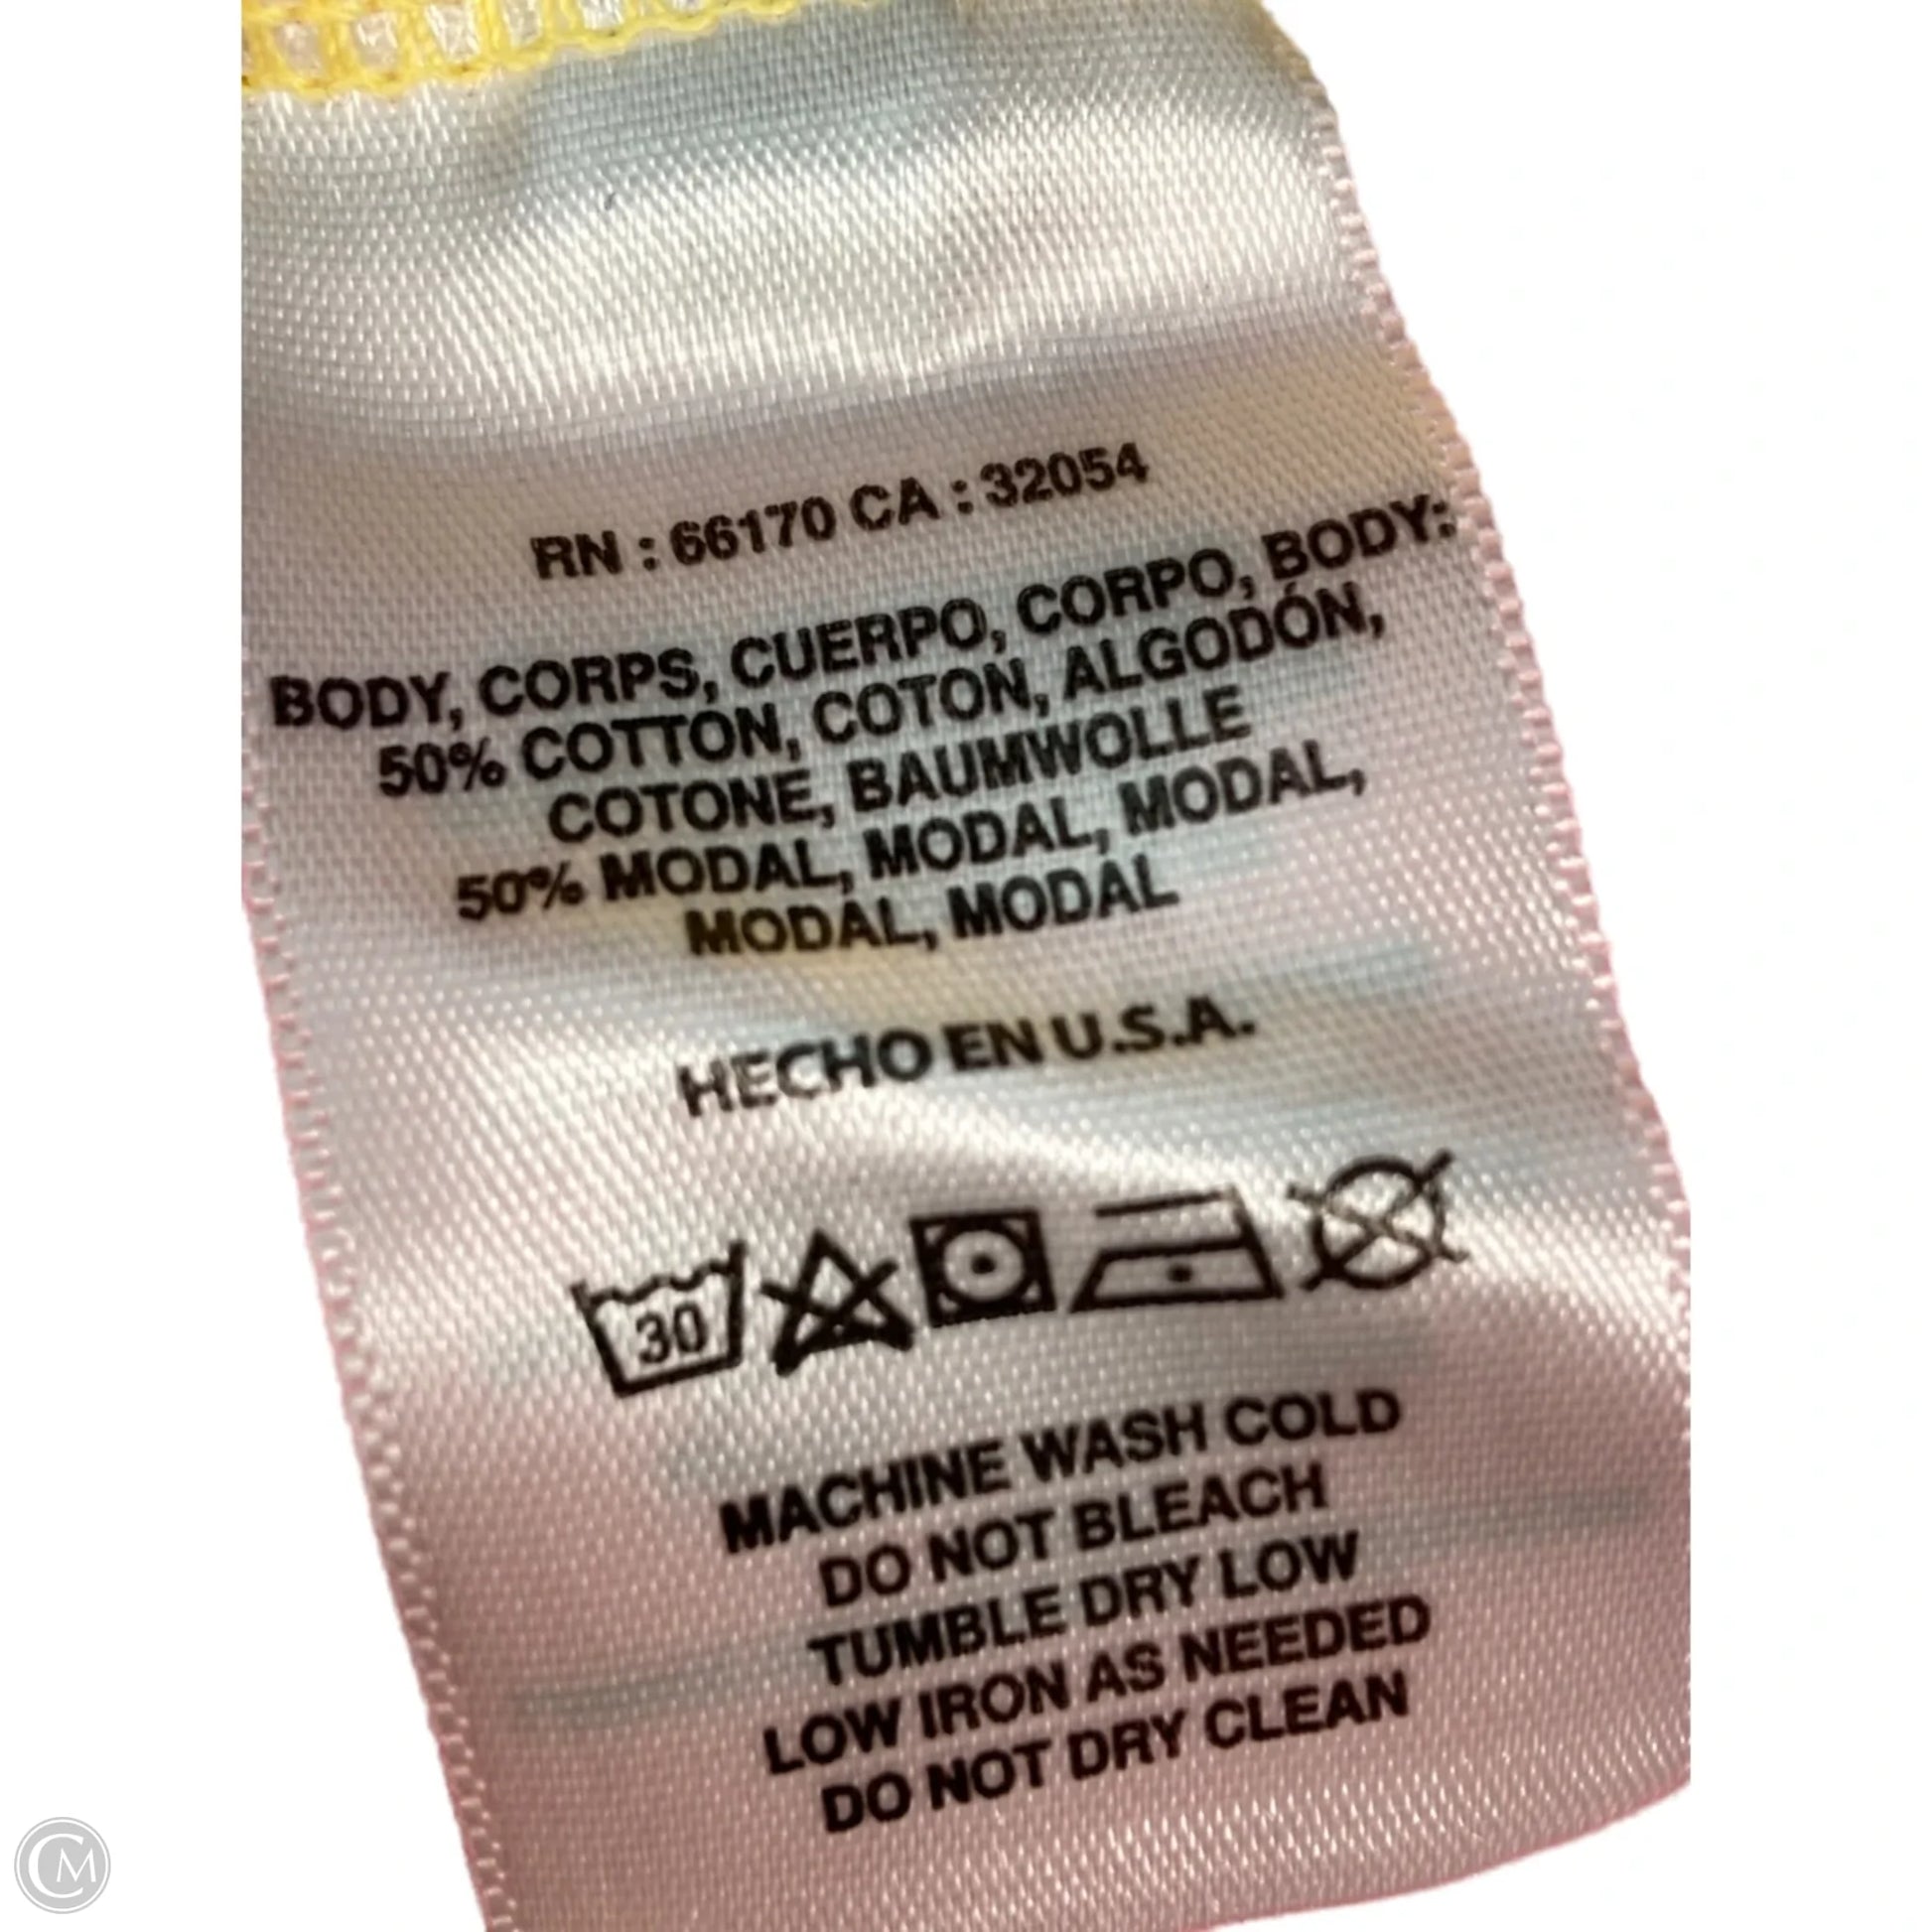 RN : 66170 CA : 32054
BODY, CORPS, CUERPO, CORPO, BODY:
50% COTTON, COTON, ALGODÓN,
COTONE, BAUMWOLLE
50% MODAL, MODAL, MODAL,
MODAL, MODAL
HECHO EN U.S.A.
30
MACHINE WASH COLD
DO NOT BLEACH
TUMBLE DRY LOW
LOW IRON AS NEEDED
DO NOT DRY CLEAN
CM